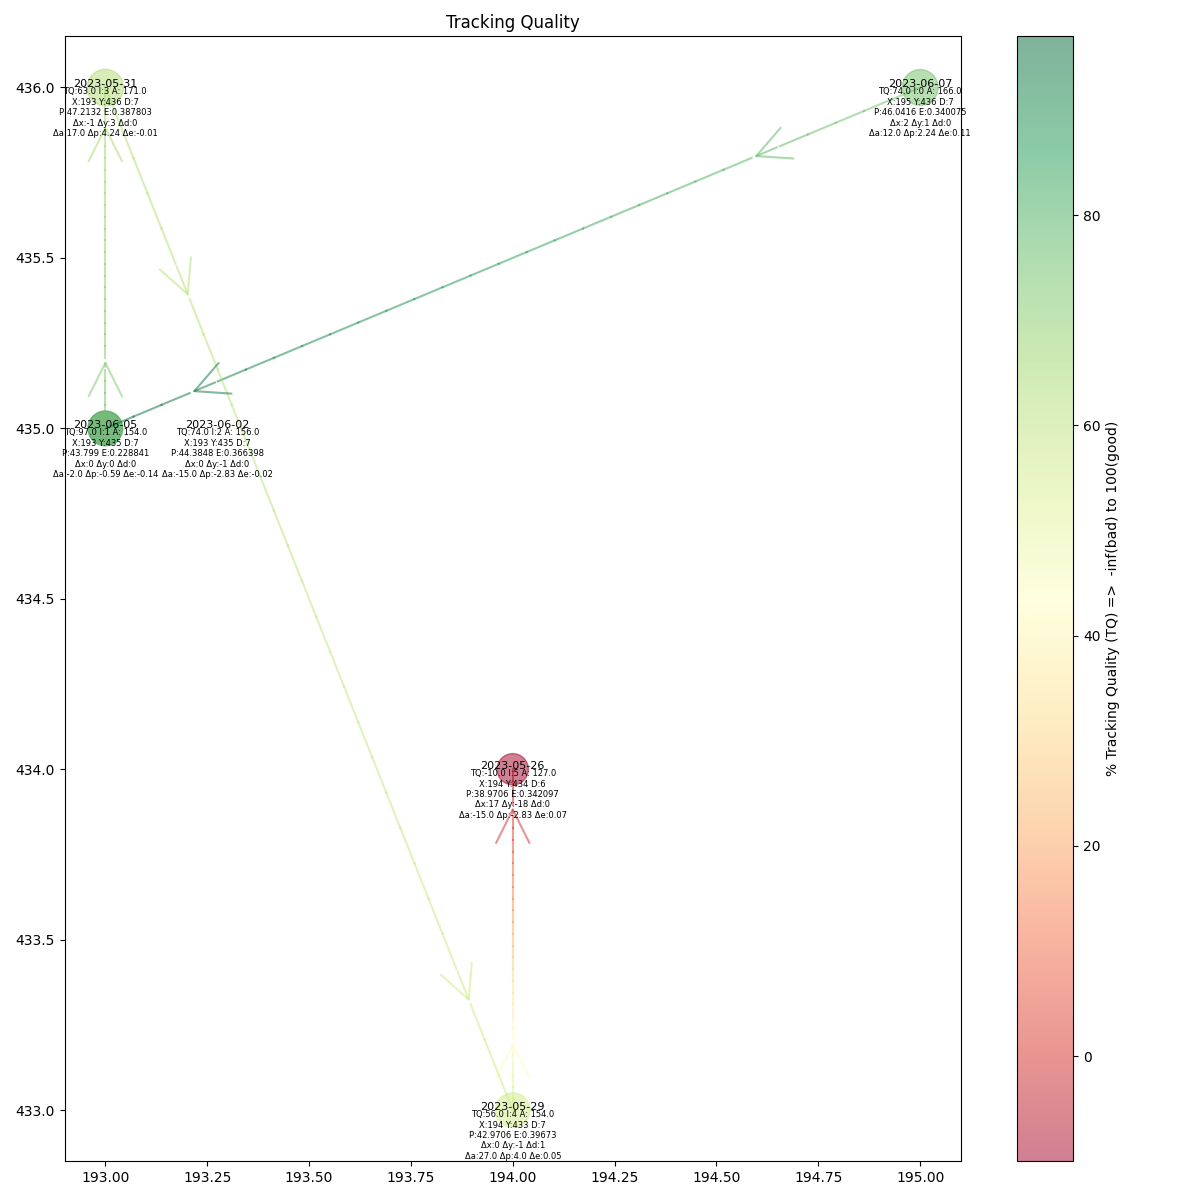 Tracking Quality
436.0
435.5
435.0
434.5
434.0
433.5
433.0
2023-05-31
TQ:63.0 I:3 A: 171.0
X:193 Y:436 D:7
P:47.2132 E:0.387803
Δx:-1 Δy:3 Δd:0
Δa:17.0 Δp:4.24 Δe:-0.01
2023-06-07
TQ:74.0 I:0 A: 166.0
X:195 Y:436 D:7
P:46.0416 E:0.340075
Δx:2 Δy:1 Δd:0
Δa:12.0 Δp:2.24 Δe:0.11
2023-06-05
TQ:97.0 I:1 A: 154.0
X:193 Y:435 D:7
P:43.799 E:0.228841
Δx:0 Δy:0 Δd:0
Δa:-2.0 Δp:-0.59 Δe:-0.14
2023-06-02
TQ:74.0 I:2 A: 156.0
X:193 Y:435 D:7
P:44.3848 E:0.366398
Δx:0 Δy:-1 Δd:0
Δa:-15.0 Δp:-2.83 Δe:-0.02
2023-05-26
TQ:-10.0 I:5 A: 127.0
X:194 Y:434 D:6
P:38.9706 E:0.342097
Δx:17 Δy:-18 Δd:0
Δa:-15.0 Δp:-2.83 Δe:0.07
2023-05-29
TQ:56.0 I:4 A: 154.0
X:194 Y:433 D:7
P:42.9706 E:0.39673
Δx:0 Δy:-1 Δd:1
Δa:27.0 Δp:4.0 Δe:0.05
193.00 193.25 193.50 193.75 194.00 194.25 194.50 194.75 195.00
80
60
40
20
0
% Tracking Quality (TQ) => -inf(bad) to 100(good)